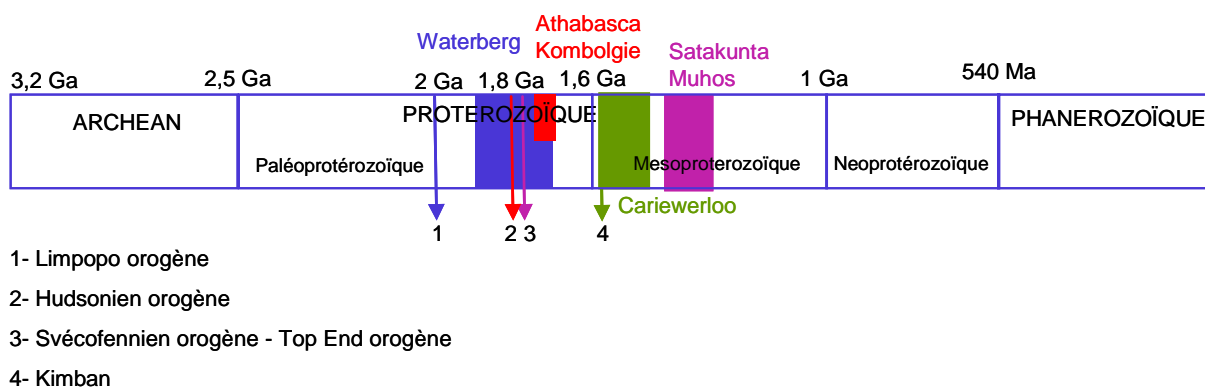 Athabasca
Kombolgie
Waterberg
Satakunta
Muhos
3,2 Ga
2,5 Ga
2 Ga
1,8 Ga
1,6 Ga
1 Ga
540 Ma
ARCHEAN
PROTEROZOÏQUE
PHANEROZOÏQUE
Paléoprotérozoïque
Mesoproterozoïque
Neoprotérozoïque
Cariewerloo
1
2
3
4
1- Limpopo orogène
2- Hudsonien orogène
3- Svécofennien orogène - Top End orogène
4- Kimban